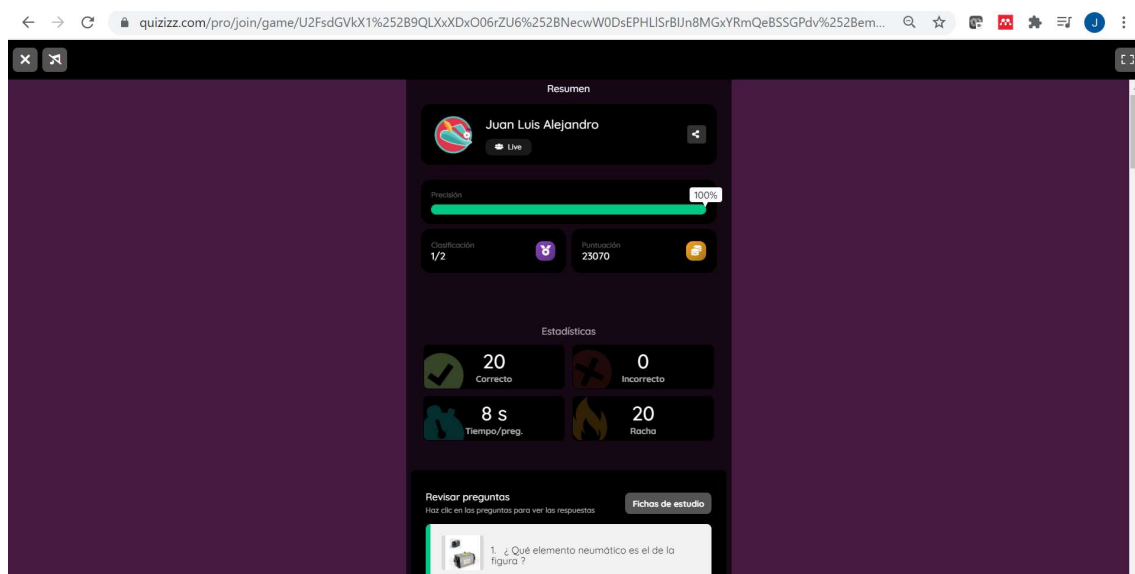 quizizz.com/pro/join/game/U2FsdGVkX1%252B9QLXxXDxO06rZU6%252BNecwW0DsEPHLlSrBIJn8MGxYRmQeBSSGPdv%252Bem...
J
Resumen
Juan Luis Alejandro
Live
Precisión
100%
Clasificación
1/2
Puntuación
23070
Estadísticas
20
Correcto
0
Incorrecto
8 s
Tiempo/preg.
20
Racha
Revisar preguntas
Haz clic en las preguntas para ver las respuestas
Fichas de estudio
1. ¿ Qué elemento neumático es el de la
figura ?